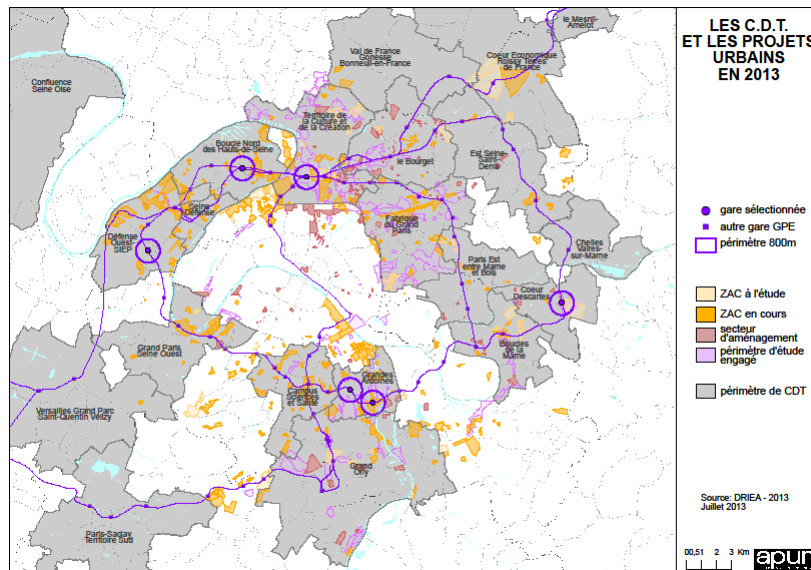 le Mesnil-
Amelot
Val de France
Gonesse
Bonneuil-en-France
Coeur Economique
Roissy Terres
de France
Confluence
Seine Oise
Territoire de
la Culture et
de la Création
Boucle Nord
des Hauts-de-Seine
le Bourget
Est Seine-
Saint-
Denis
Seine
Défense
Fabrique
du Grand
Paris
Défense
Ouest-
SIEP
Chelles
Vaires-
sur-Marne
Paris Est
entre Marne
et Bois
Coeur
Descartes
Grand Paris
Seine Ouest
Boucles
de la
Marne
Grandes
Ardoines
Campus
Sciences
et Santé
Versailles Grand Parc
Saint-Quentin Velizy
Grand
Orly
Paris-Saclay
Territoire Sud
LES C.D.T.
ET LES PROJETS
URBAINS
EN 2013
gare sélectionnée
autre gare GPE
périmètre 800m
ZAC à l'étude
ZAC en cours
secteur
d'aménagement
périmètre d'étude
engagé
périmètre de CDT
Source: DRIEA - 2013
Juillet 2013
00,51 2 3 Km
apur